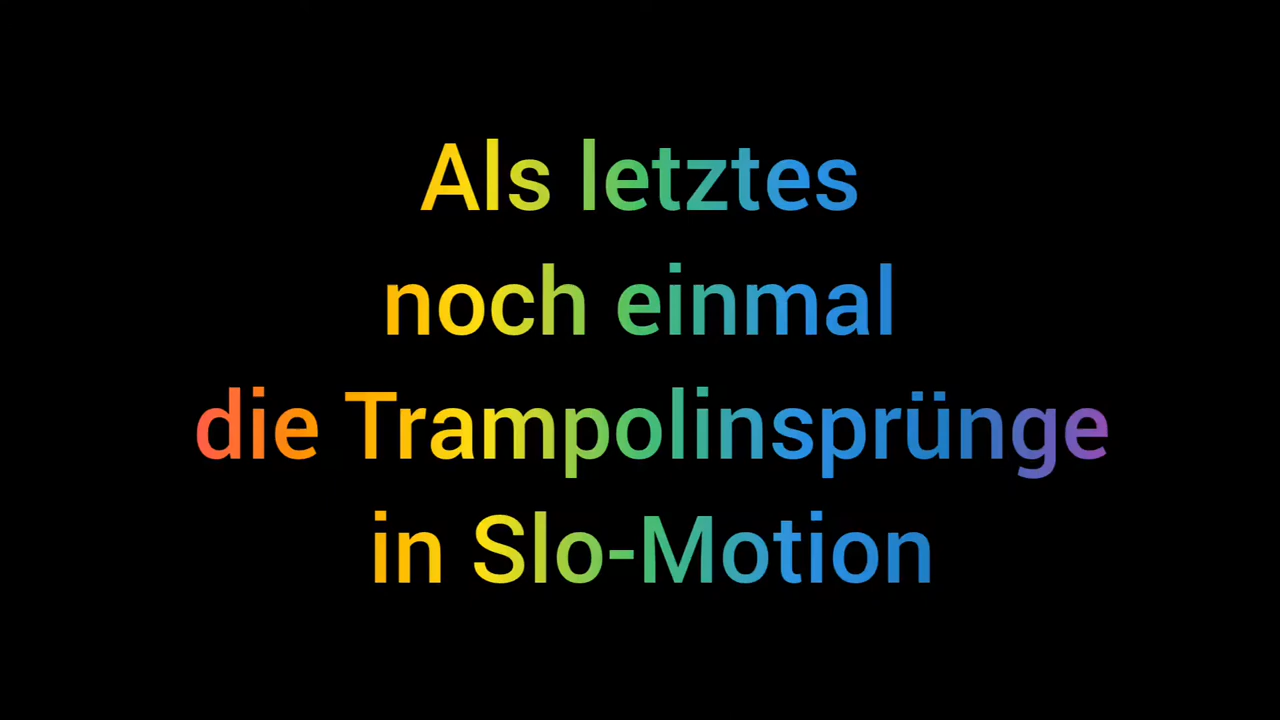 Als letztes
noch einmal
die Trampolinsprünge
in Slo-Motion